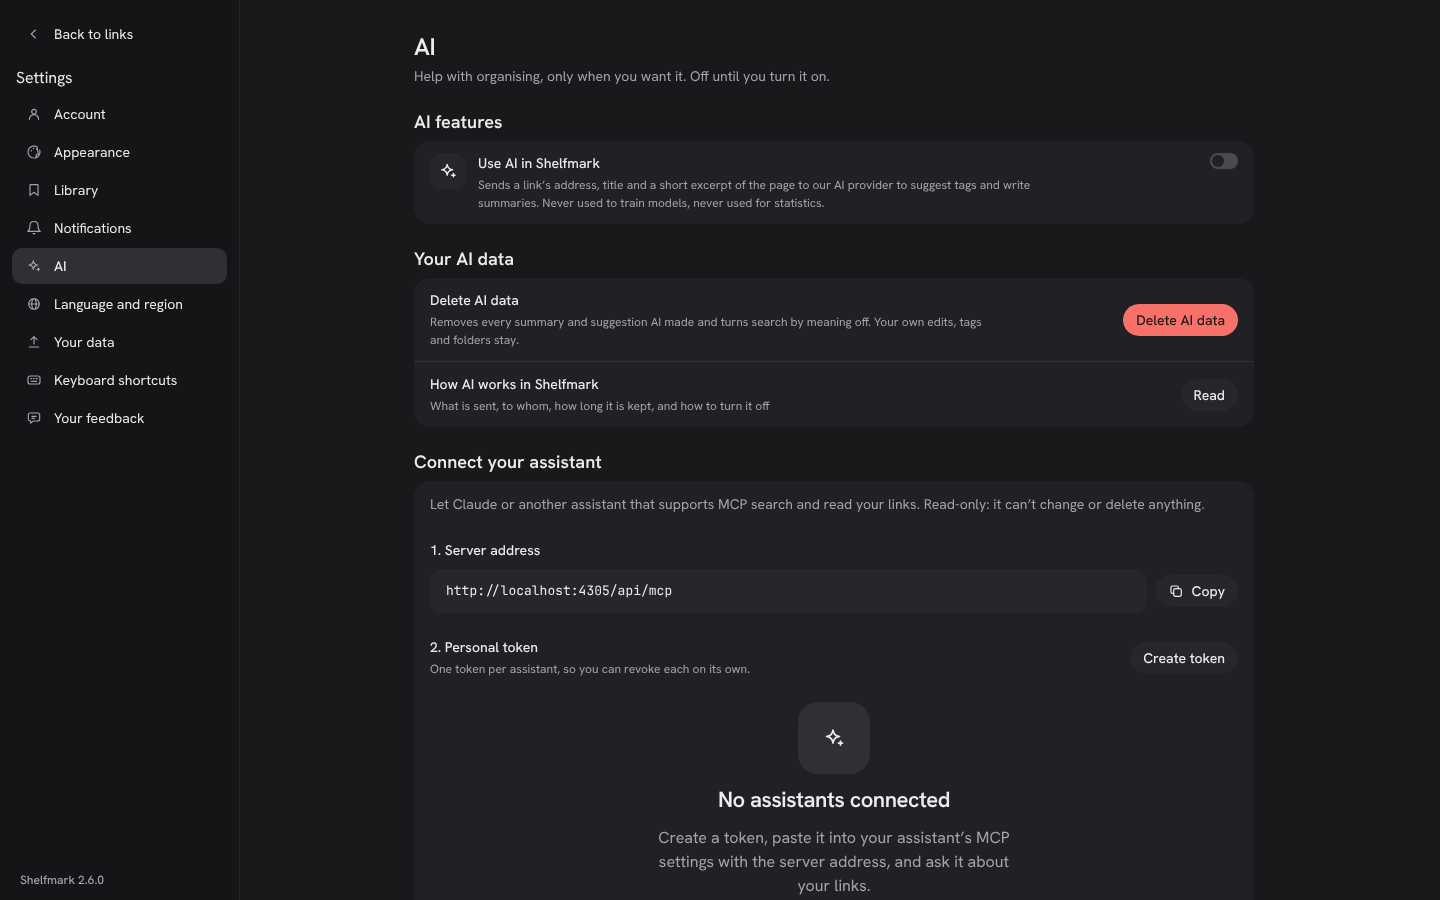 Back to links
Settings
Account
Appearance
Library
Notifications
AI
Language and region
Your data
Keyboard shortcuts
Your feedback
Shelfmark 2.6.0
AI
Help with organising, only when you want it. Off until you turn it on.
AI features
Use AI in Shelfmark
Sends a link’s address, title and a short excerpt of the page to our AI provider to suggest tags and write
summaries. Never used to train models, never used for statistics.
Your AI data
Delete AI data
Removes every summary and suggestion AI made and turns search by meaning off. Your own edits, tags
and folders stay.
Delete AI data
How AI works in Shelfmark
What is sent, to whom, how long it is kept, and how to turn it off
Read
Connect your assistant
Let Claude or another assistant that supports MCP search and read your links. Read-only: it can’t change or delete anything.
1. Server address
http://localhost:4305/api/mcp
Copy
2. Personal token
One token per assistant, so you can revoke each on its own.
Create token
No assistants connected
Create a token, paste it into your assistant’s MCP
settings with the server address, and ask it about
your links.